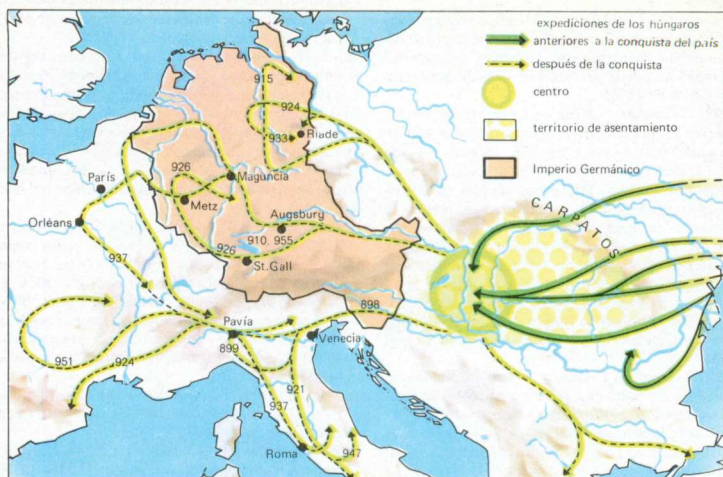 expediciones de los húngaros
anteriores a la conquista del país
después de la conquista
centro
territorio de asentamiento
Imperio Germánico
915
924
933
Riade
926
París
Maguncia
Metz
Orléans
Augsburg
910, 955
926
St.Gall
937
CARPATOS
898
Pavía
899
Venecia
951
924
921
937
Roma
947